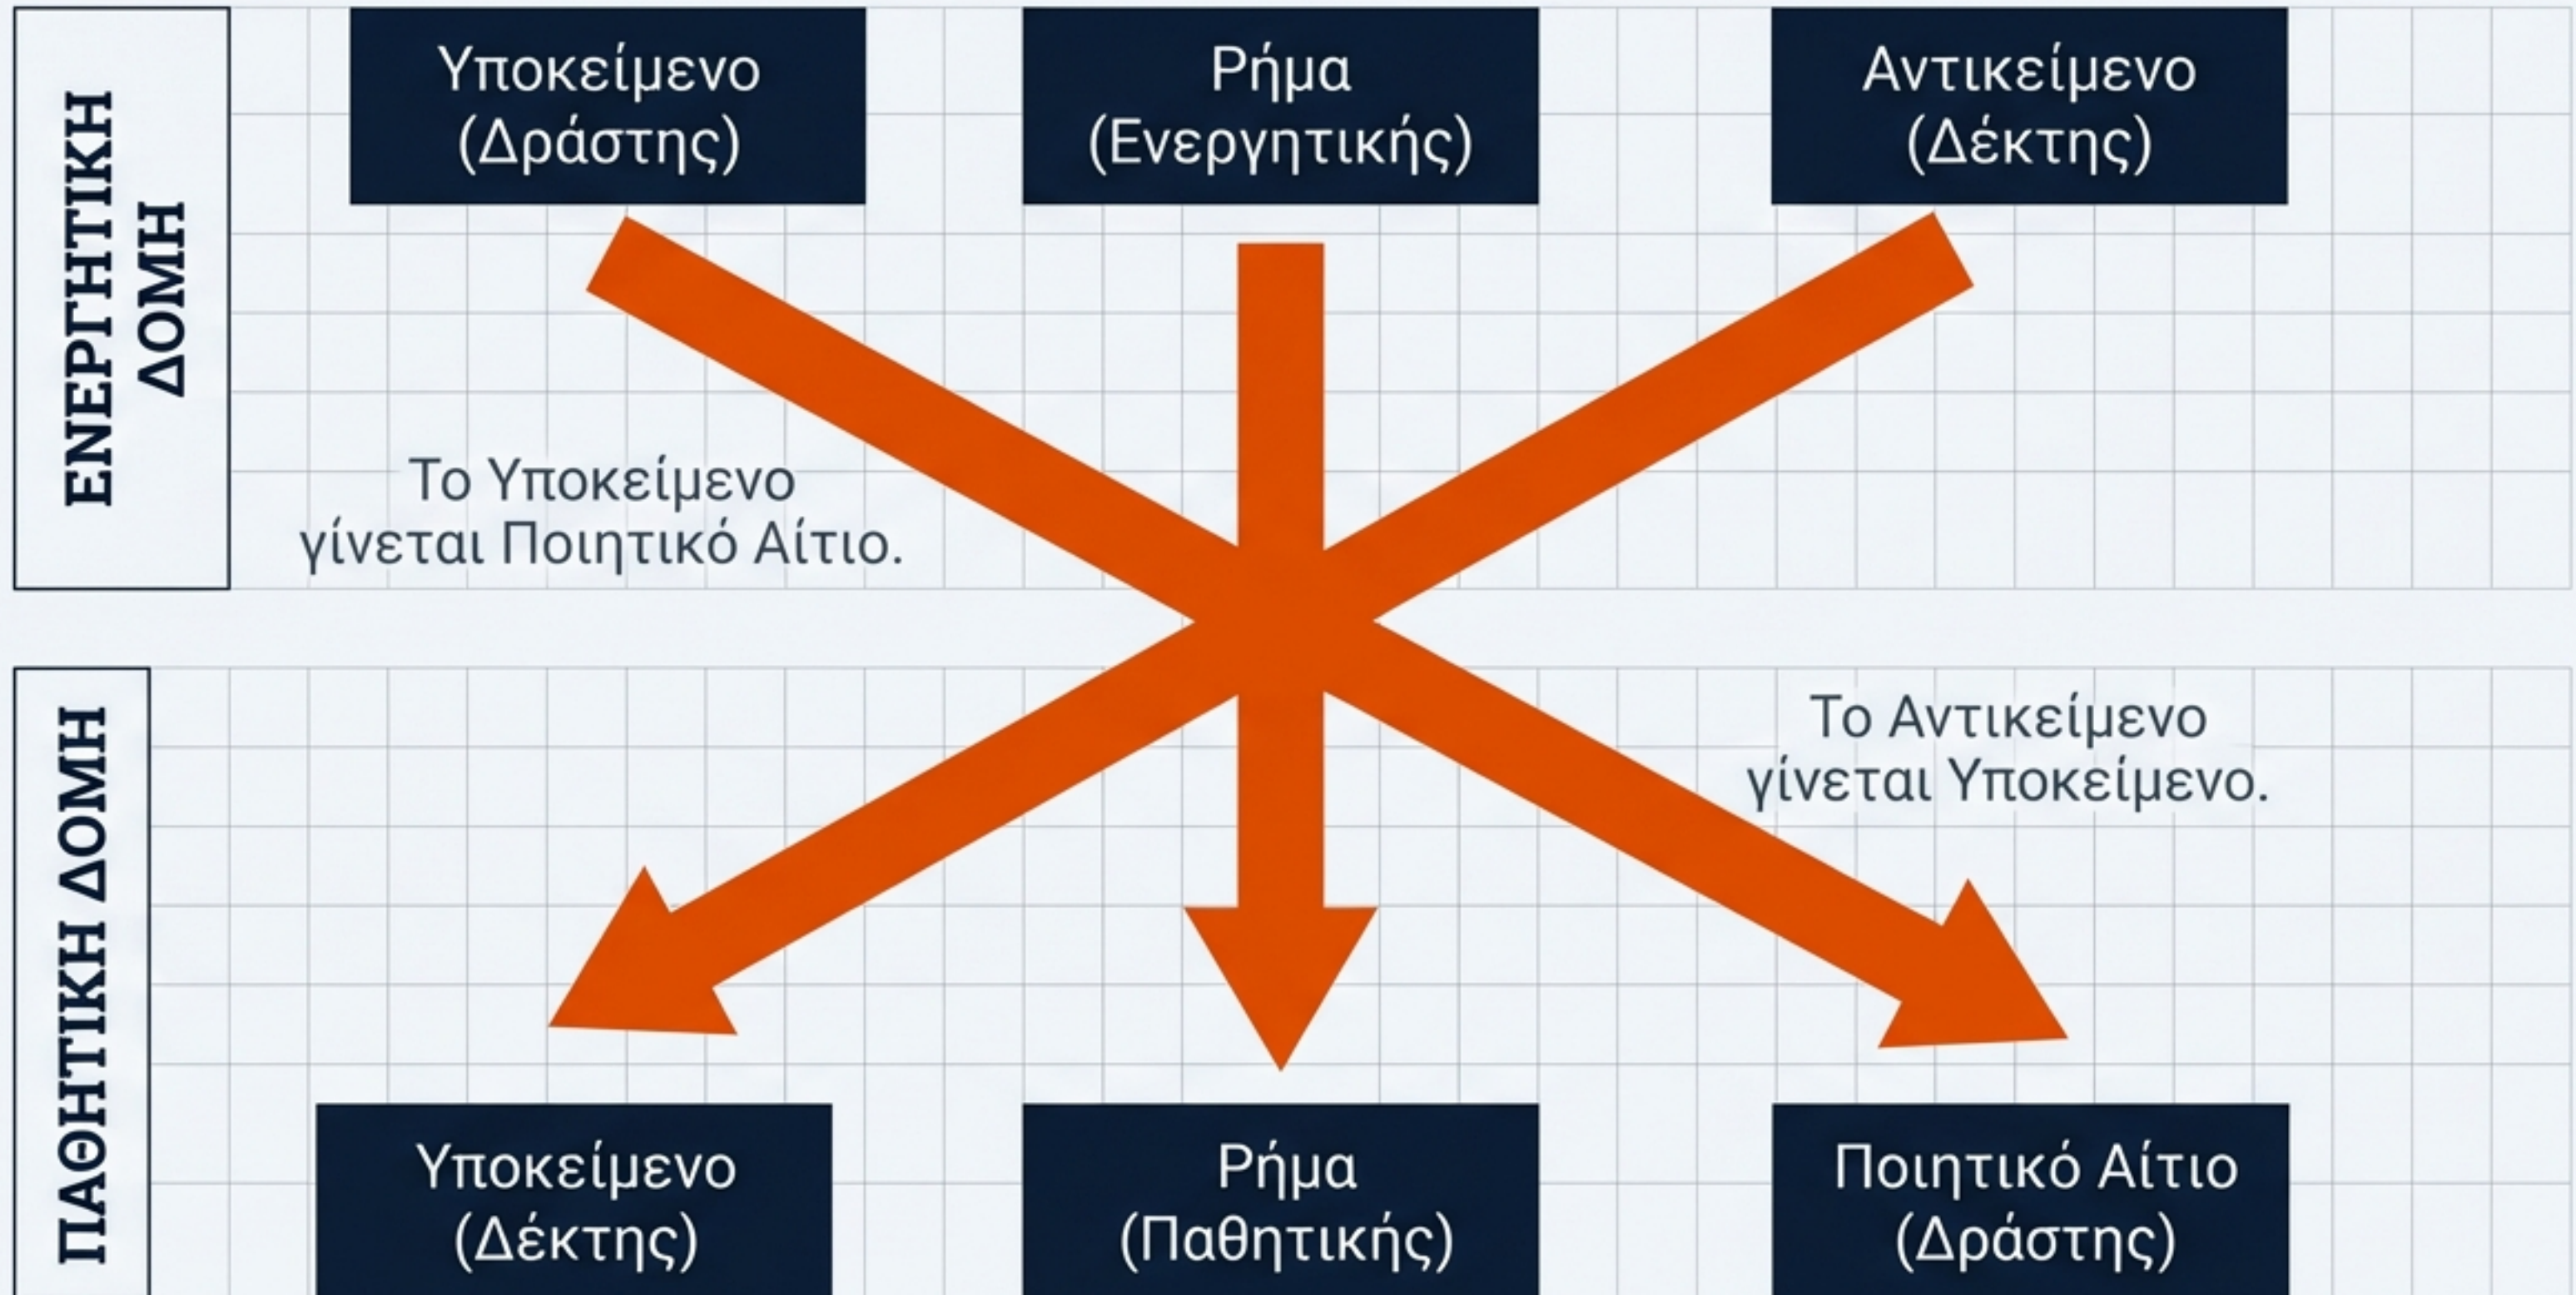 ΕΝΕΡΓΗΤΙΚΗ
ΔΟΜΗ
Υποκείμενο
(Δράστης)
Ρήμα
(Ενεργητικής)
Αντικείμενο
(Δέκτης)
Το Υποκείμενο
γίνεται Ποιητικό Αίτιο.
ΠΑΘΗΤΙΚΗ ΔΟΜΗ
Το Αντικείμενο
γίνεται Υποκείμενο.
Υποκείμενο
(Δέκτης)
Ρήμα
(Παθητικής)
Ποιητικό Αίτιο
(Δράστης)